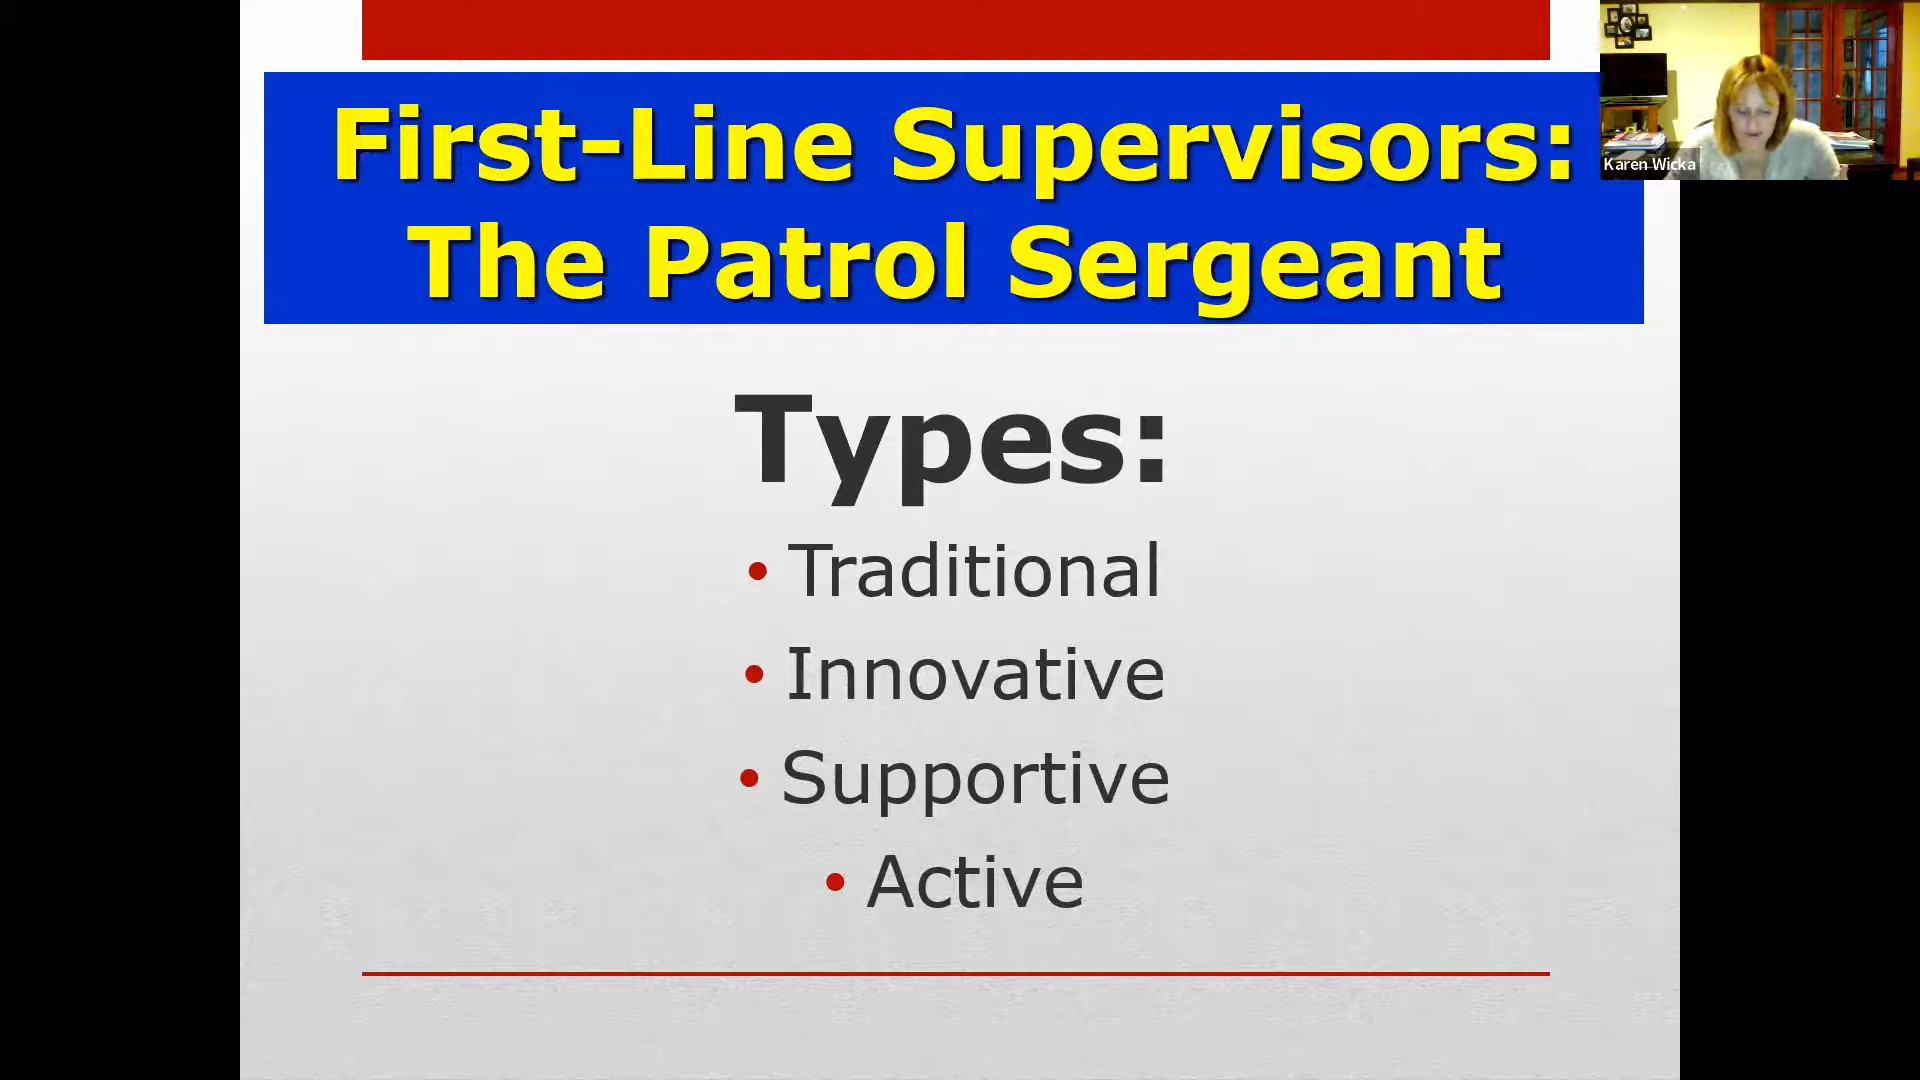 First-Line Supervisors:
The Patrol Sergeant
Karen Wicka
Types:
• Traditional
• Innovative
• Supportive
• Active